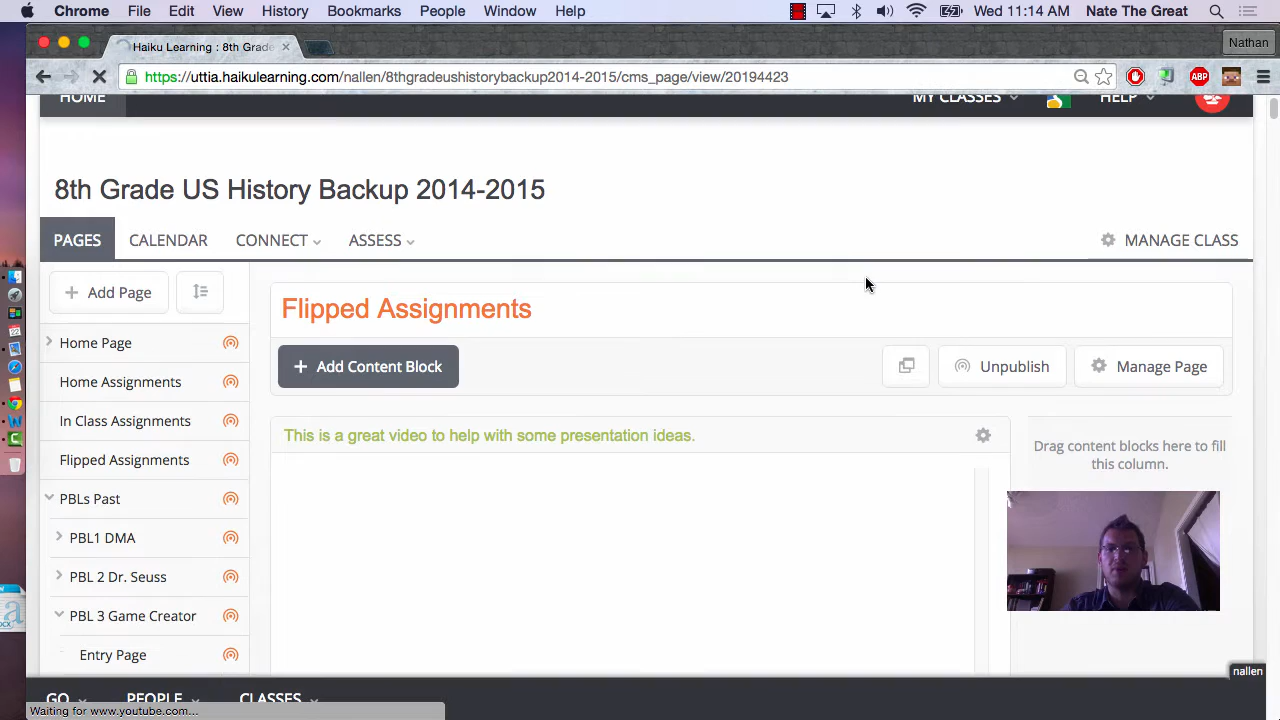 Chrome File Edit View History Bookmarks People Window Help Wed 11:14 AM Nate The Great
Haiku Learning : 8th Grade
Nathan
https://uttia.haikulearning.com/nallen/8thgradeushistorybackup2014-2015/cms_page/view/20194423
ABP
HOME MY CLASSES HELP
8th Grade US History Backup 2014-2015
PAGES CALENDAR CONNECT ASSESS MANAGE CLASS
Add Page
Flipped Assignments
Home Page
Add Content Block Unpublish Manage Page
Home Assignments
In Class Assignments
This is a great video to help with some presentation ideas.
Drag content blocks here to fill
this column.
Flipped Assignments
PBLs Past
PBL1 DMA
PBL 2 Dr. Seuss
PBL 3 Game Creator
Entry Page
nallen
GO PEOPLE CLASSES
Waiting for www.youtube.com...